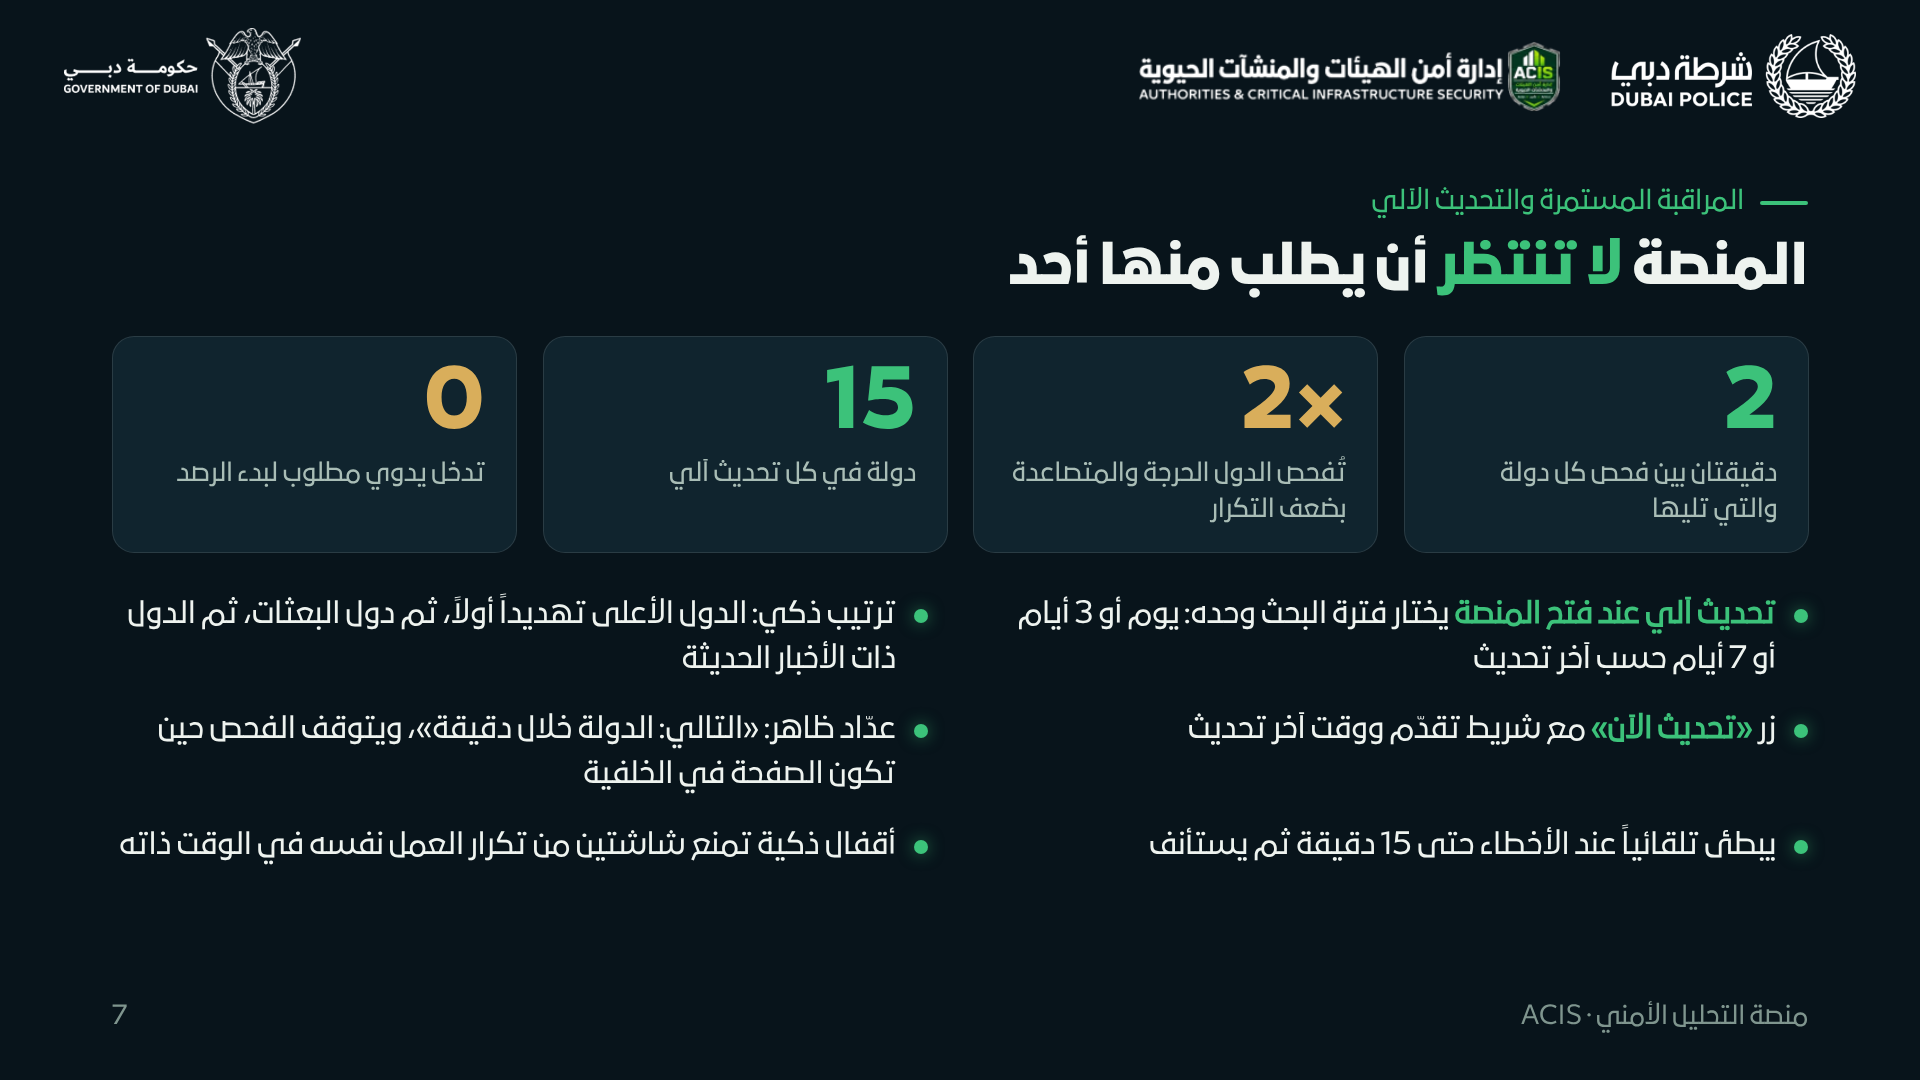 شرطة دبي
DUBAI POLICE
إدارة أمن الهيئات والمنشآت الحيوية
AUTHORITIES & CRITICAL INFRASTRUCTURE SECURITY
ACIS
حكومة دبي
GOVERNMENT OF DUBAI
المراقبة المستمرة والتحديث الآلي
المنصة لا تنتظر أن يطلب منها أحد
2
دقيقتان بين فحص كل دولة
والتي تليها
2×
تُفحص الدول الحرجة والمتصاعدة
بضعف التكرار
15
دولة في كل تحديث آلي
0
تدخل يدوي مطلوب لبدء الرصد
تحديث آلي عند فتح المنصة يختار فترة البحث وحده: يوم أو 3 أيام
أو 7 أيام حسب آخر تحديث
ترتيب ذكي: الدول الأعلى تهديداً أولاً، ثم دول البعثات، ثم الدول
ذات الأخبار الحديثة
زر «تحديث الآن» مع شريط تقدّم ووقت آخر تحديث
عدّاد ظاهر: «التالي: الدولة خلال دقيقة»، ويتوقف الفحص حين
تكون الصفحة في الخلفية
يبطئ تلقائياً عند الأخطاء حتى 15 دقيقة ثم يستأنف
أقفال ذكية تمنع شاشتين من تكرار العمل نفسه في الوقت ذاته
منصة التحليل الأمني · ACIS
7